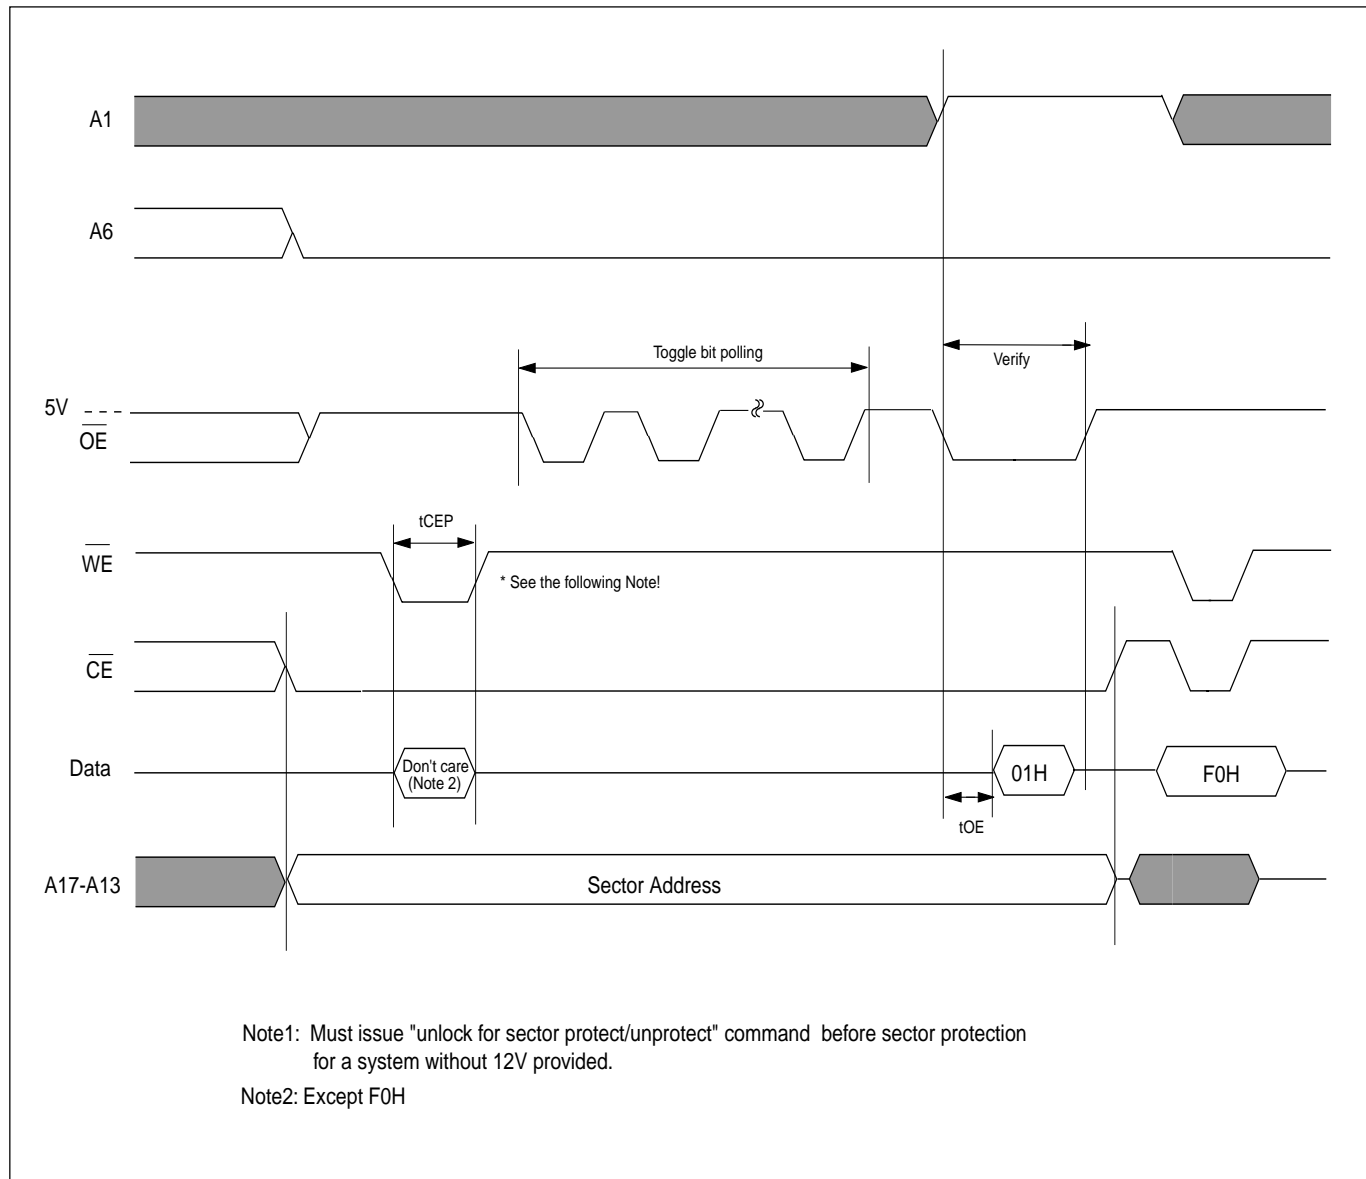 A1
A6
Toggle bit polling
Verify
5V
OE
tCEP
WE
* See the following Note!
CE
Data
Don't care
(Note 2)
01H
F0H
tOE
A17-A13
Sector Address
Note1: Must issue "unlock for sector protect/unprotect" command before sector protection
for a system without 12V provided.
Note2: Except F0H